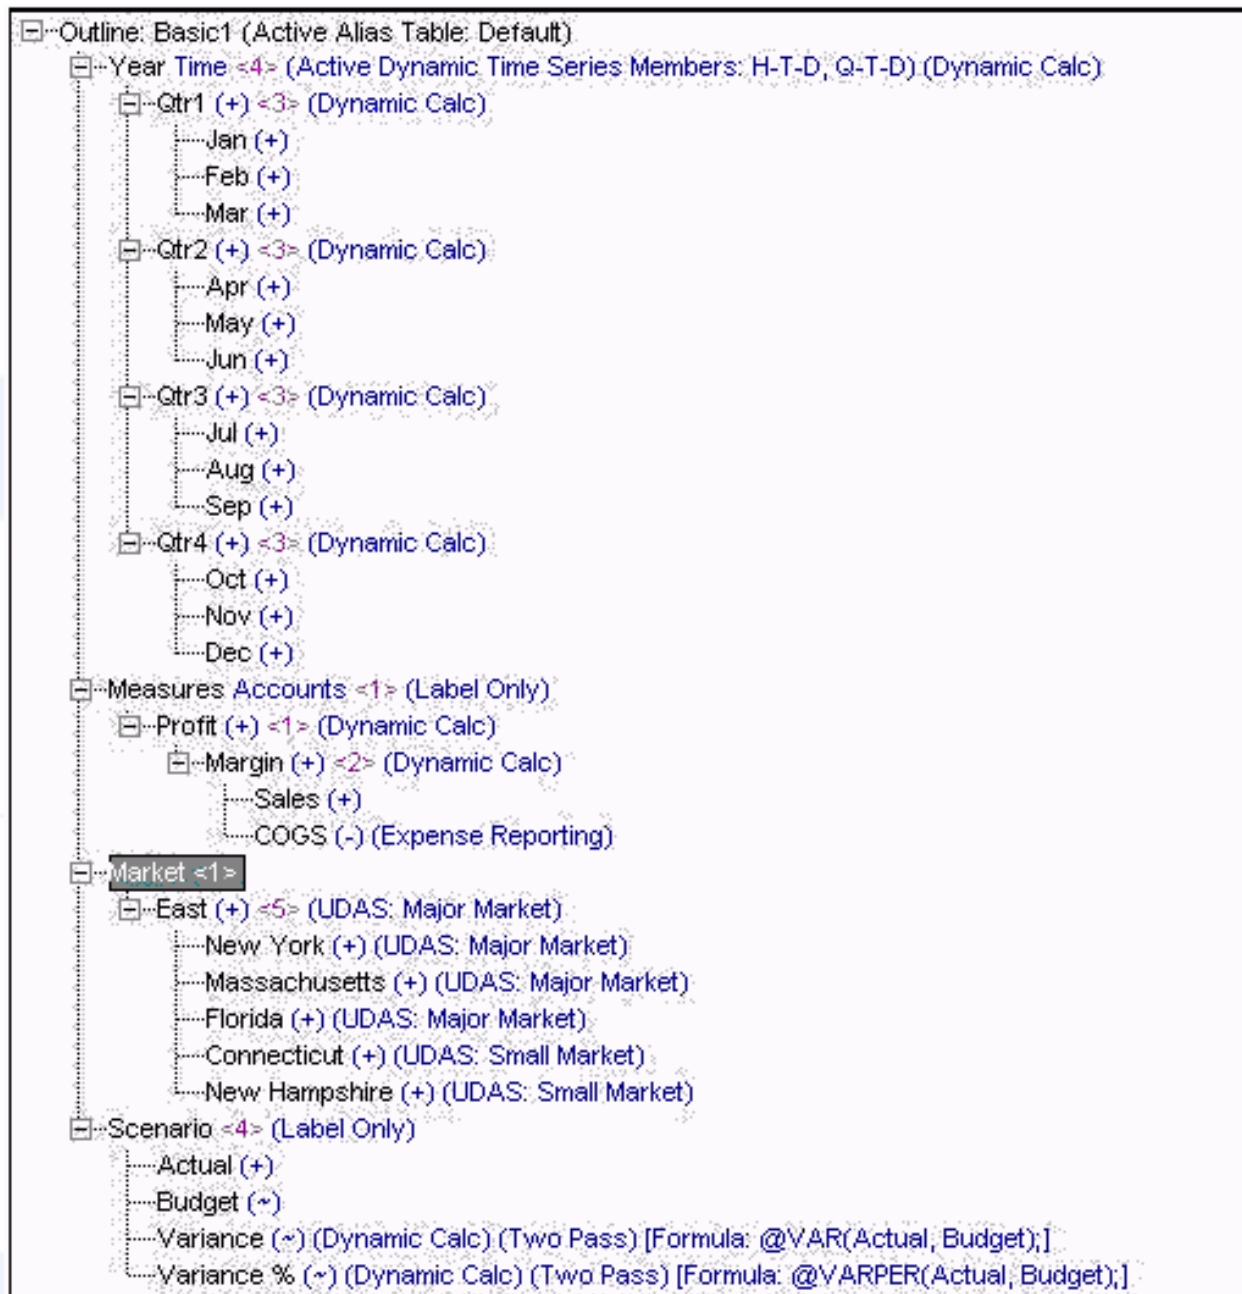 Outline: Basic1 (Active Alias Table: Default)
Year Time <4> (Active Dynamic Time Series Members: H-T-D, Q-T-D) (Dynamic Calc)
Qtr1 (+) <3> (Dynamic Calc)
Jan (+)
Feb (+)
Mar (+)
Qtr2 (+) <3> (Dynamic Calc)
Apr (+)
May (+)
Jun (+)
Qtr3 (+) <3> (Dynamic Calc)
Jul (+)
Aug (+)
Sep (+)
Qtr4 (+) <3> (Dynamic Calc)
Oct (+)
Nov (+)
Dec (+)
Measures Accounts <1> (Label Only)
Profit (+) <1> (Dynamic Calc)
Margin (+) <2> (Dynamic Calc)
Sales (+)
COGS (-) (Expense Reporting)
Market <1>
East (+) <5> (UDAS: Major Market)
New York (+) (UDAS: Major Market)
Massachusetts (+) (UDAS: Major Market)
Florida (+) (UDAS: Major Market)
Connecticut (+) (UDAS: Small Market)
New Hampshire (+) (UDAS: Small Market)
Scenario <4> (Label Only)
Actual (+)
Budget (~)
Variance (~) (Dynamic Calc) (Two Pass) [Formula: @VAR(Actual, Budget);]
Variance % (~) (Dynamic Calc) (Two Pass) [Formula: @VARPER(Actual, Budget);]